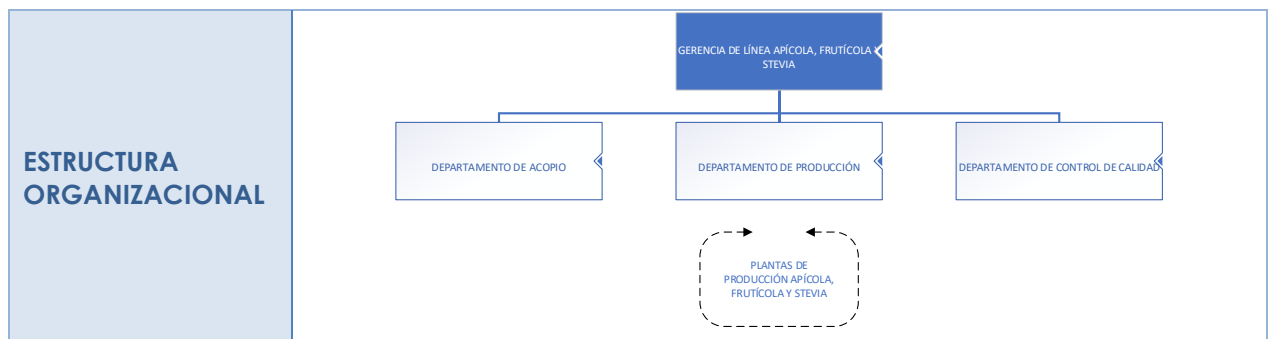 GERENCIA DE LÍNEA APÍCOLA, FRUTÍCOLA Y
STEVIA
ESTRUCTURA
ORGANIZACIONAL
DEPARTAMENTO DE ACOPIO
DEPARTAMENTO DE PRODUCCIÓN
DEPARTAMENTO DE CONTROL DE CALIDAD
PLANTAS DE
PRODUCCIÓN APÍCOLA,
FRUTÍCOLA Y STEVIA